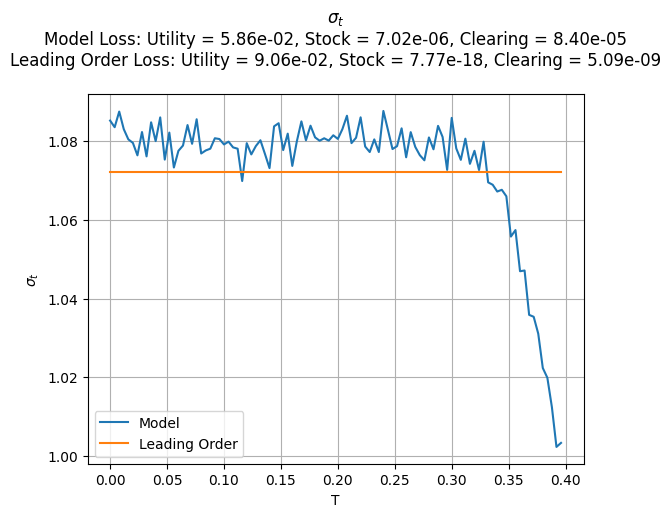 σₜ
Model Loss: Utility = 5.86e-02, Stock = 7.02e-06, Clearing = 8.40e-05
Leading Order Loss: Utility = 9.06e-02, Stock = 7.77e-18, Clearing = 5.09e-09
1.08
1.06
1.04
1.02
1.00
σₜ
Model
Leading Order
0.00 0.05 0.10 0.15 0.20 0.25 0.30 0.35 0.40
T